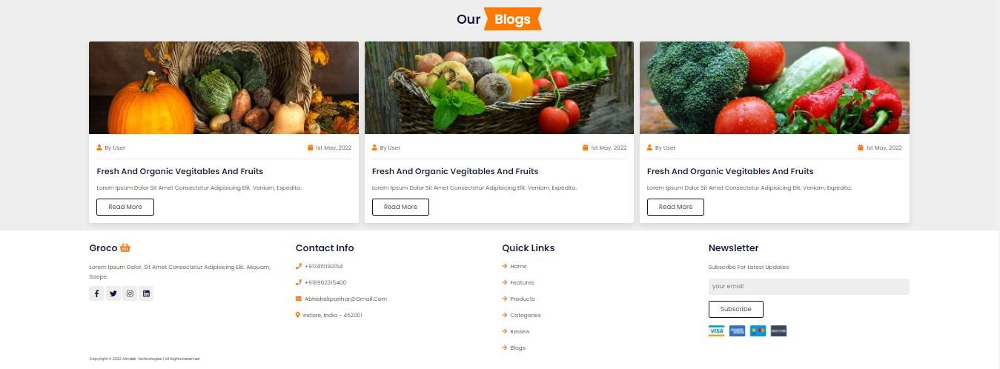 Our Blogs
By User 1st May, 2022
Fresh And Organic Vegitables And Fruits
Lorem Ipsum Dolor Sit Amet Consectetur Adipisicing Elit. Veniam, Expedita.
Read More
By User 1st May, 2022
Fresh And Organic Vegitables And Fruits
Lorem Ipsum Dolor Sit Amet Consectetur Adipisicing Elit. Veniam, Expedita.
Read More
By User 1st May, 2022
Fresh And Organic Vegitables And Fruits
Lorem Ipsum Dolor Sit Amet Consectetur Adipisicing Elit. Veniam, Expedita.
Read More
Groco
Lorem Ipsum Dolor, Sit Amet Consectetur Adipisicing Elit. Aliquam,
Saepe.
Contact Info
+917415192154
+918962315400
Abhishekparihar@Gmail.Com
Indore, India - 452001
Quick Links
Home
Features
Products
Categories
Review
Blogs
Newsletter
Subscribe For Latest Updates
your email
Subscribe
VISA
DISCOVER
Copyright © 2022 Almdek Technologies | All Rights Reserved